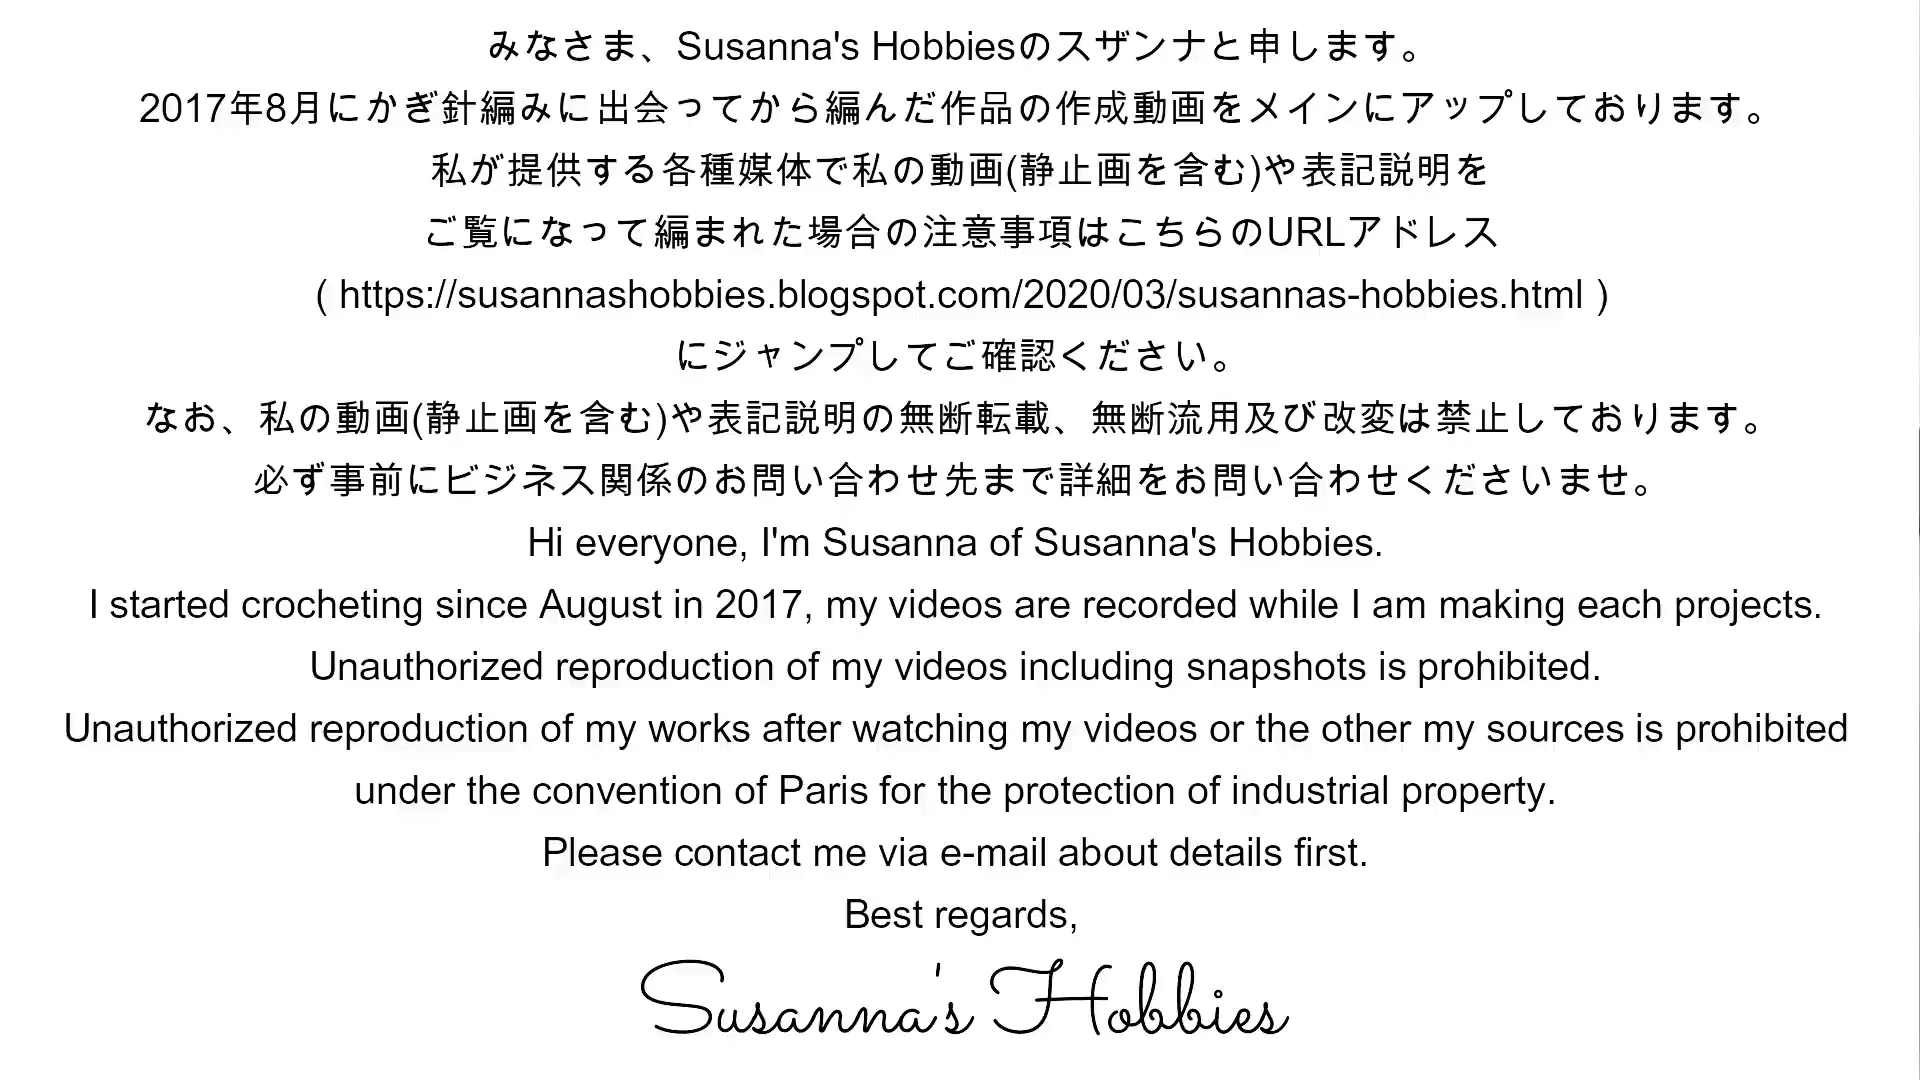 みなさま、Susanna's Hobbiesのスザンナと申します。
2017年8月にかぎ針編みに出会ってから編んだ作品の作成動画をメインにアップしております。
私が提供する各種媒体で私の動画(静止画を含む)や表記説明を
ご覧になって編まれた場合の注意事項はこちらのURLアドレス
( https://susannashobbies.blogspot.com/2020/03/susannas-hobbies.html )
にジャンプしてご確認ください。
なお、私の動画(静止画を含む)や表記説明の無断転載、無断流用及び改変は禁止しております。
必ず事前にビジネス関係のお問い合わせ先まで詳細をお問い合わせくださいませ。
Hi everyone, I'm Susanna of Susanna's Hobbies.
I started crocheting since August in 2017, my videos are recorded while I am making each projects.
Unauthorized reproduction of my videos including snapshots is prohibited.
Unauthorized reproduction of my works after watching my videos or the other my sources is prohibited
under the convention of Paris for the protection of industrial property.
Please contact me via e-mail about details first.
Best regards,
Susanna's Hobbies